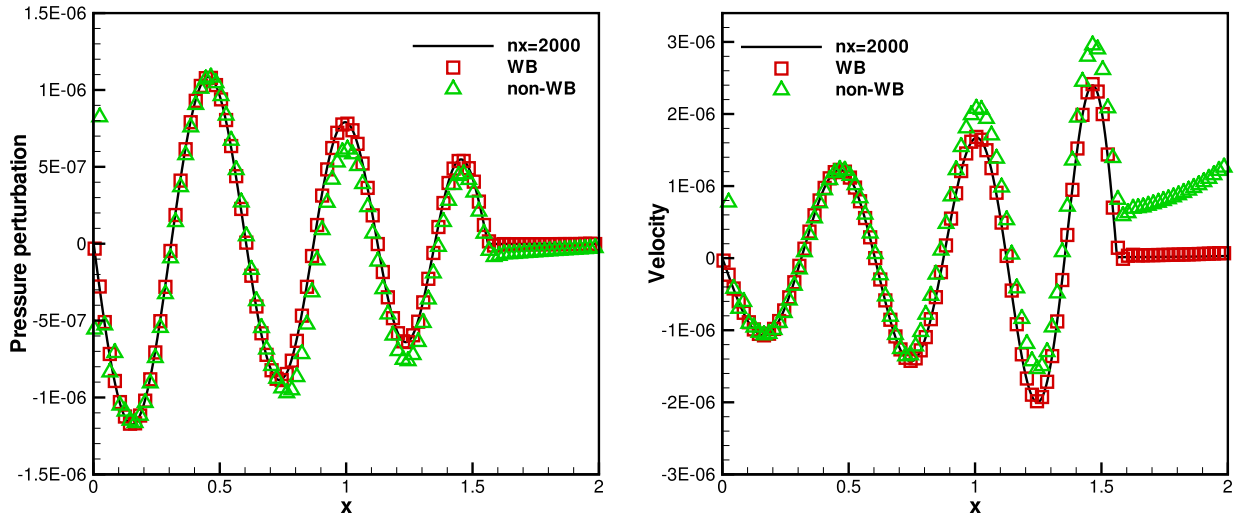 1.5E-06
1E-06
5E-07
0
-5E-07
-1E-06
-1.5E-06
Pressure perturbation
nx=2000
WB
non-WB
0
0.5
1
1.5
2
x
3E-06
2E-06
1E-06
0
-1E-06
-2E-06
-3E-06
Velocity
nx=2000
WB
non-WB
0
0.5
1
1.5
2
x